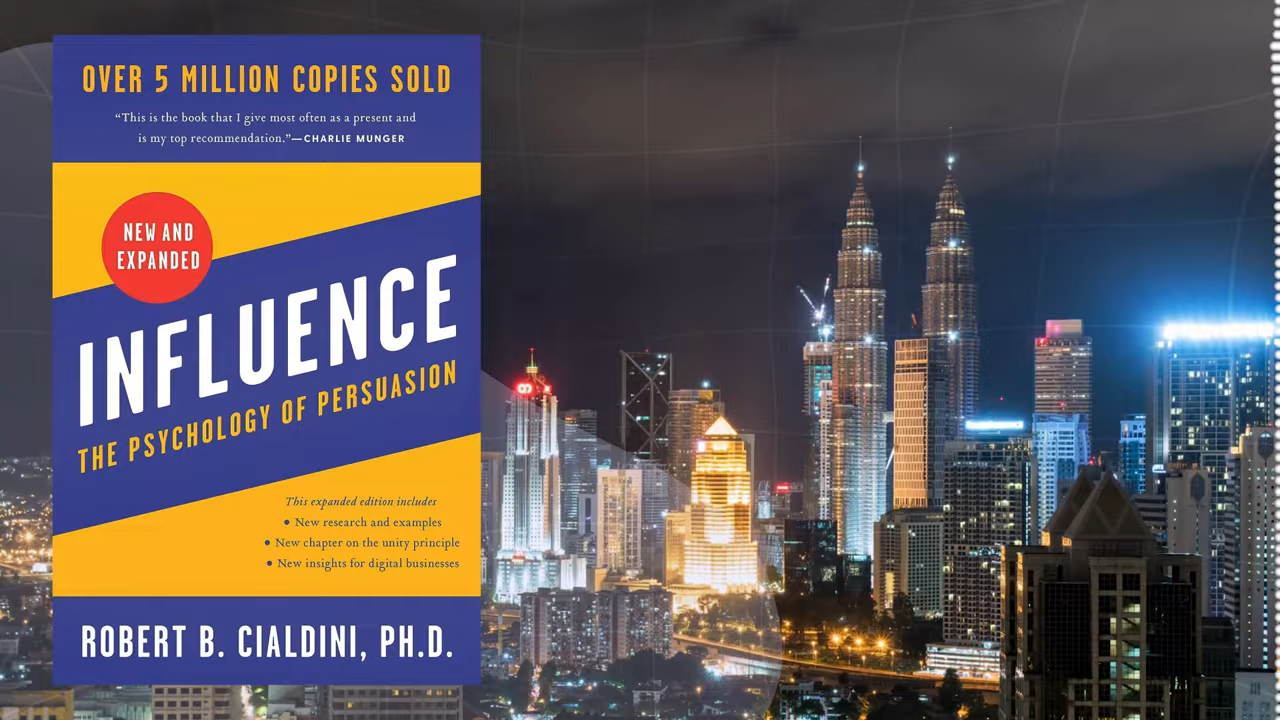 OVER 5 MILLION COPIES SOLD
“This is the book that I give most often as a present and
is my top recommendation.”—CHARLIE MUNGER
NEW AND
EXPANDED
INFLUENCE
THE PSYCHOLOGY OF PERSUASION
This expanded edition includes
• New research and examples
• New chapter on the unity principle
• New insights for digital businesses
ROBERT B. CIALDINI, PH.D.